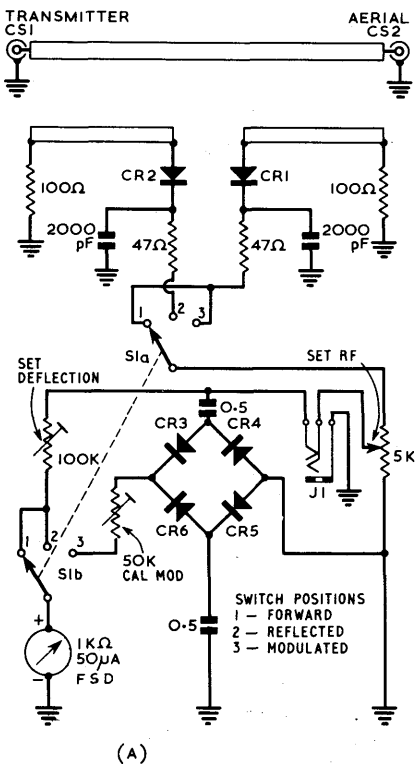 TRANSMITTER
CS1
AERIAL
CS2
100Ω
CR2
CR1
100Ω
2000
pF
47Ω
47Ω
2000
pF
1
2
3
S1a
SET RF
SET
DEFLECTION
0.5
CR3
CR4
100K
5K
J1
CR6
CR5
1
2
3
S1b
50K
CAL MOD
SWITCH POSITIONS
1 – FORWARD
2 – REFLECTED
3 – MODULATED
0.5
+
1KΩ
50µA
FSD
–
(A)